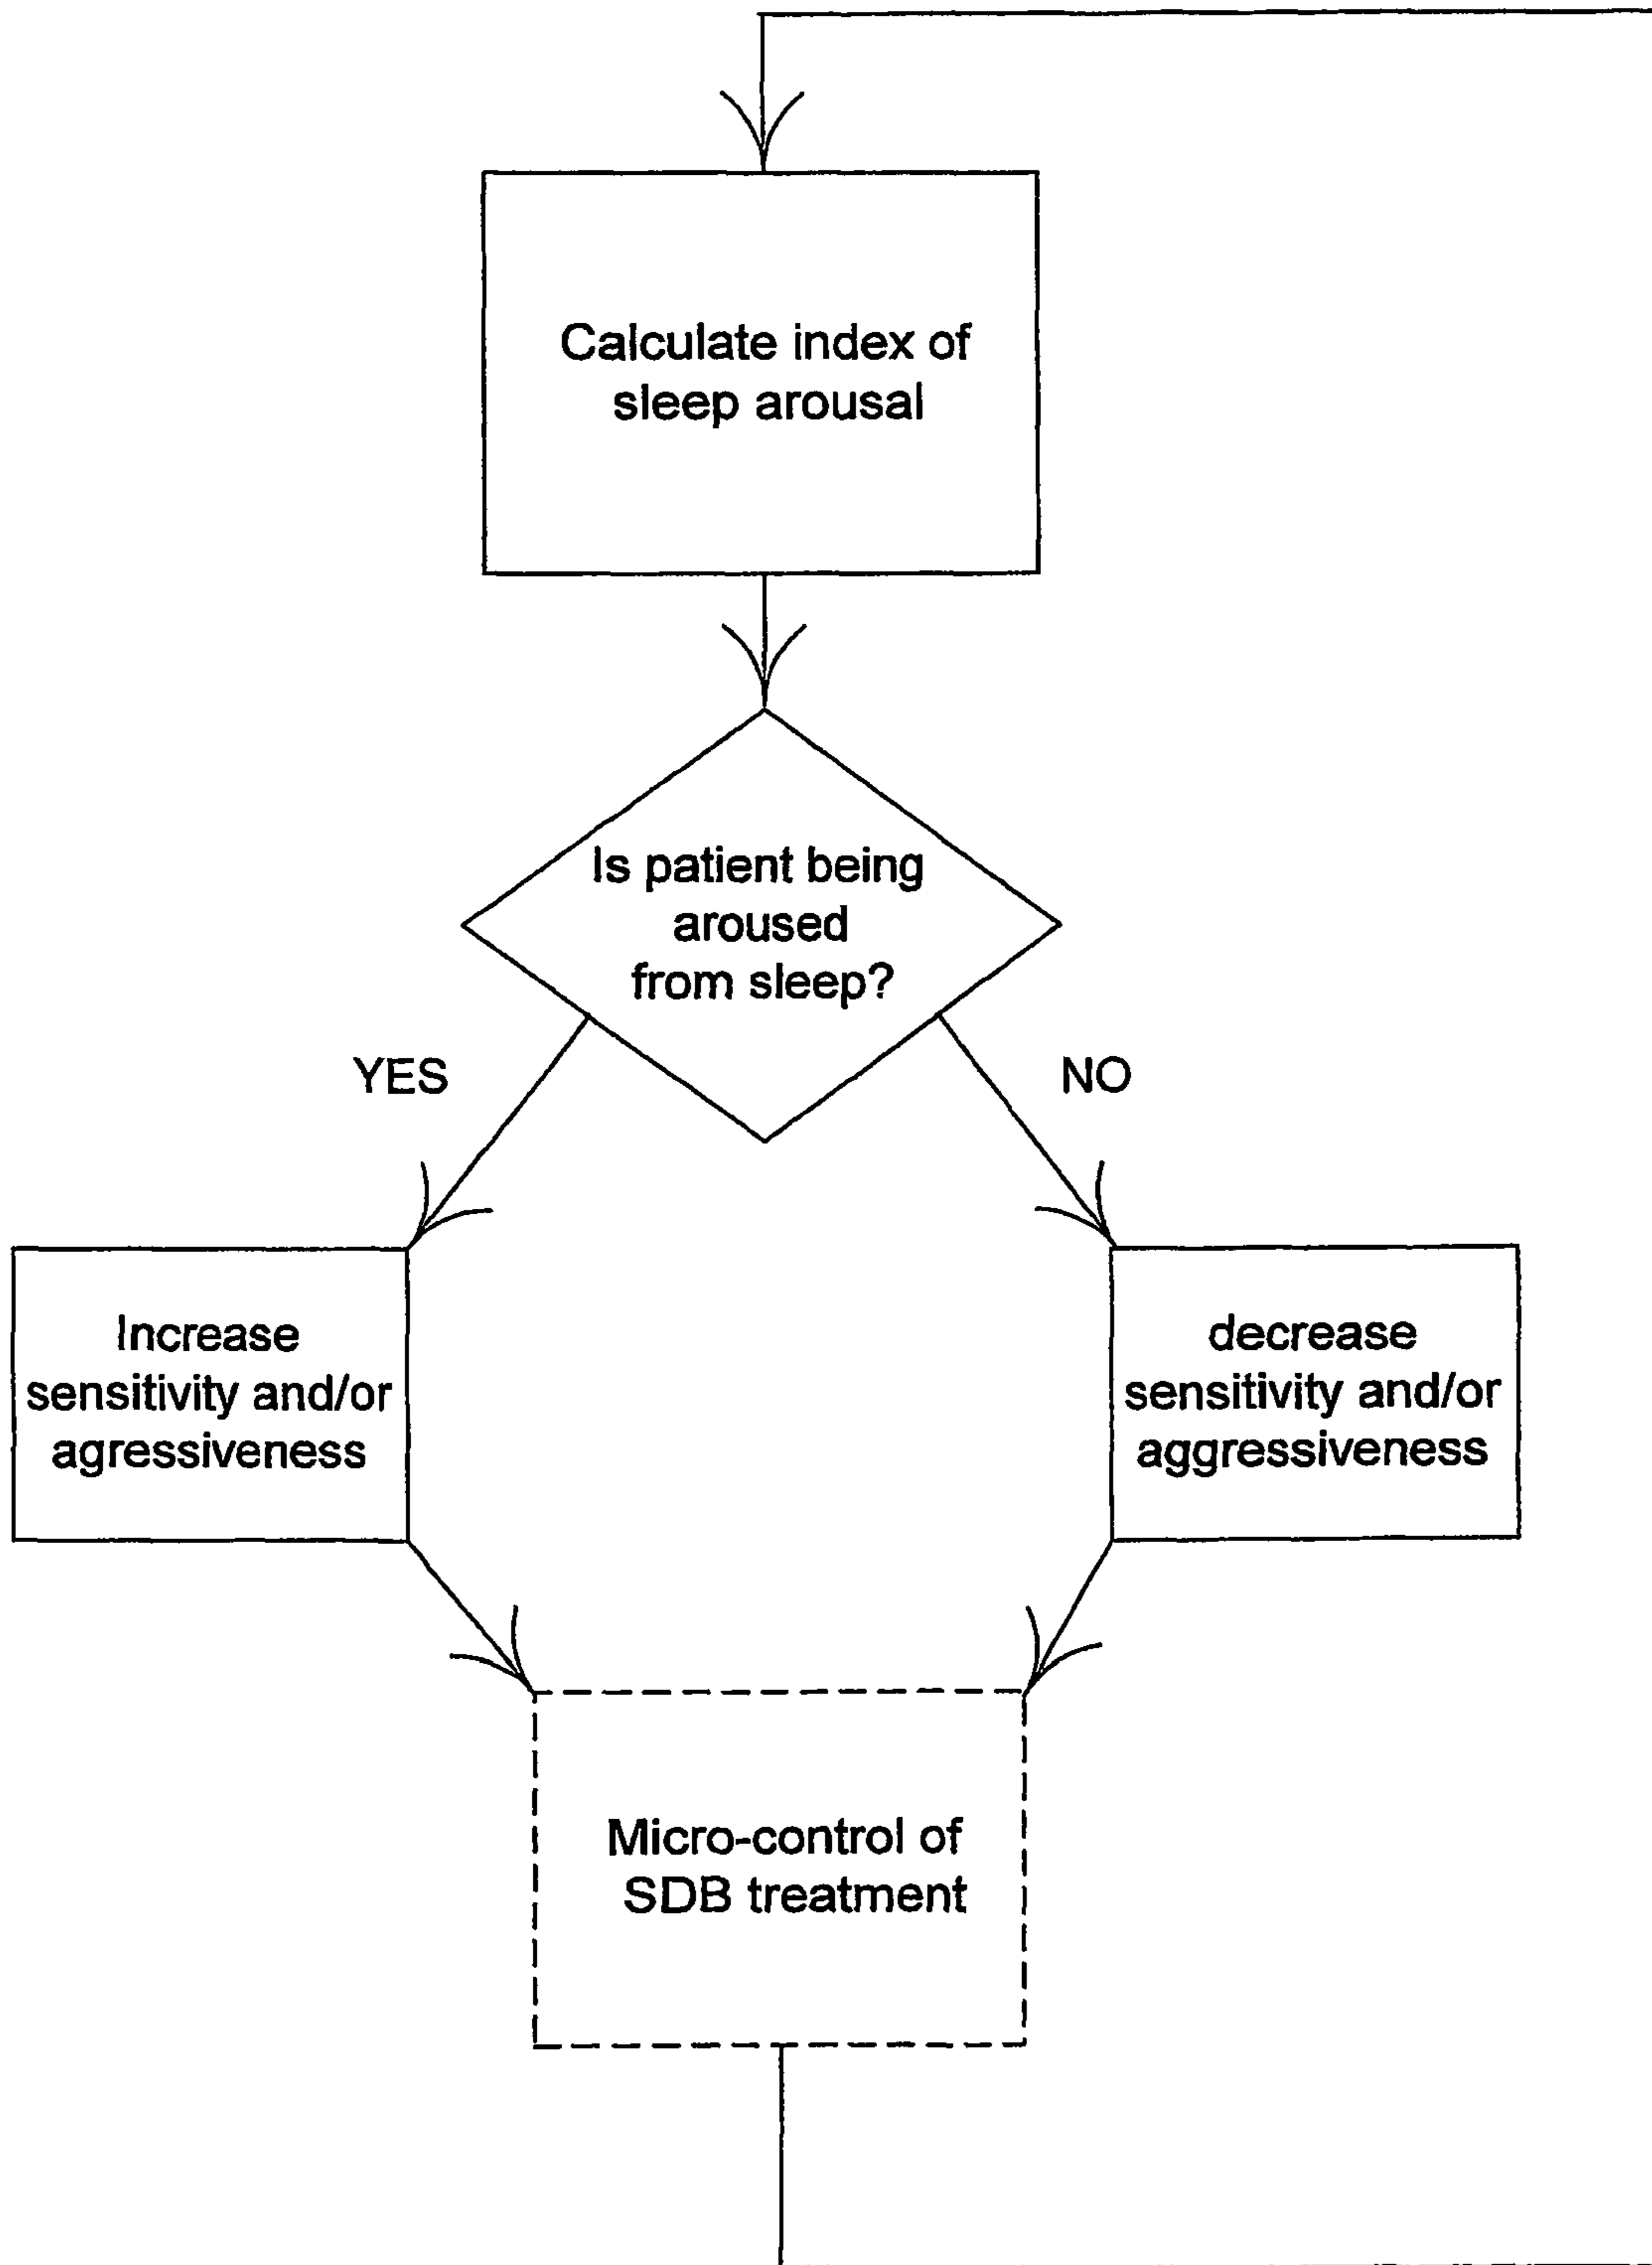 Calculate index of
sleep arousal
Is patient being
aroused
from sleep?
YES
NO
Increase
sensitivity and/or
agressiveness
decrease
sensitivity and/or
aggressiveness
Micro-control of
SDB treatment